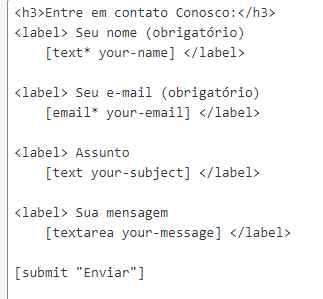 <h3>Entre em contato Conosco:</h3>
<label> Seu nome (obrigatório)
[text* your-name] </label>
<label> Seu e-mail (obrigatório)
[email* your-email] </label>
<label> Assunto
[text your-subject] </label>
<label> Sua mensagem
[textarea your-message] </label>
[submit "Enviar"]